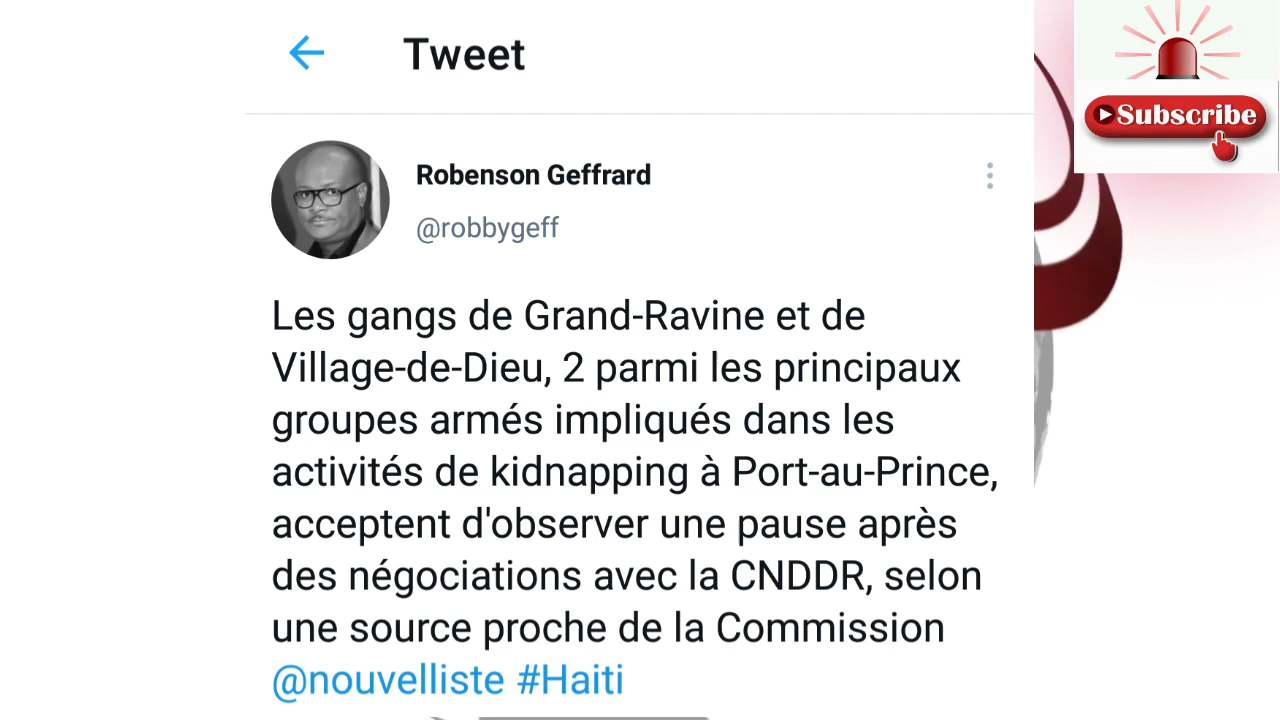 Tweet
Subscribe
Robenson Geffrard
@robbygeff
Les gangs de Grand-Ravine et de
Village-de-Dieu, 2 parmi les principaux
groupes armés impliqués dans les
activités de kidnapping à Port-au-Prince,
acceptent d'observer une pause après
des négociations avec la CNDDR, selon
une source proche de la Commission
@nouvelliste #Haiti